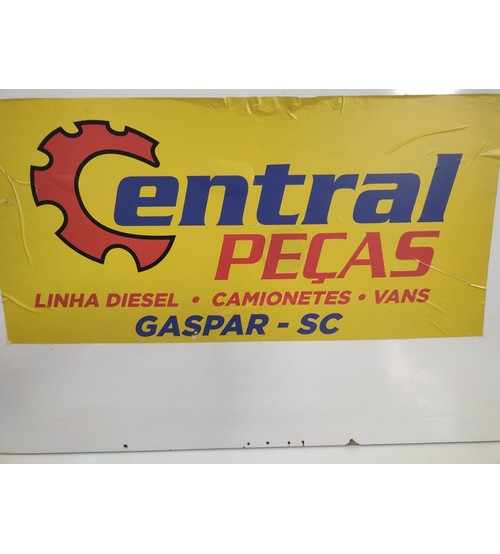 Central
PEÇAS
LINHA DIESEL • CAMIONETES • VANS
GASPAR - SC